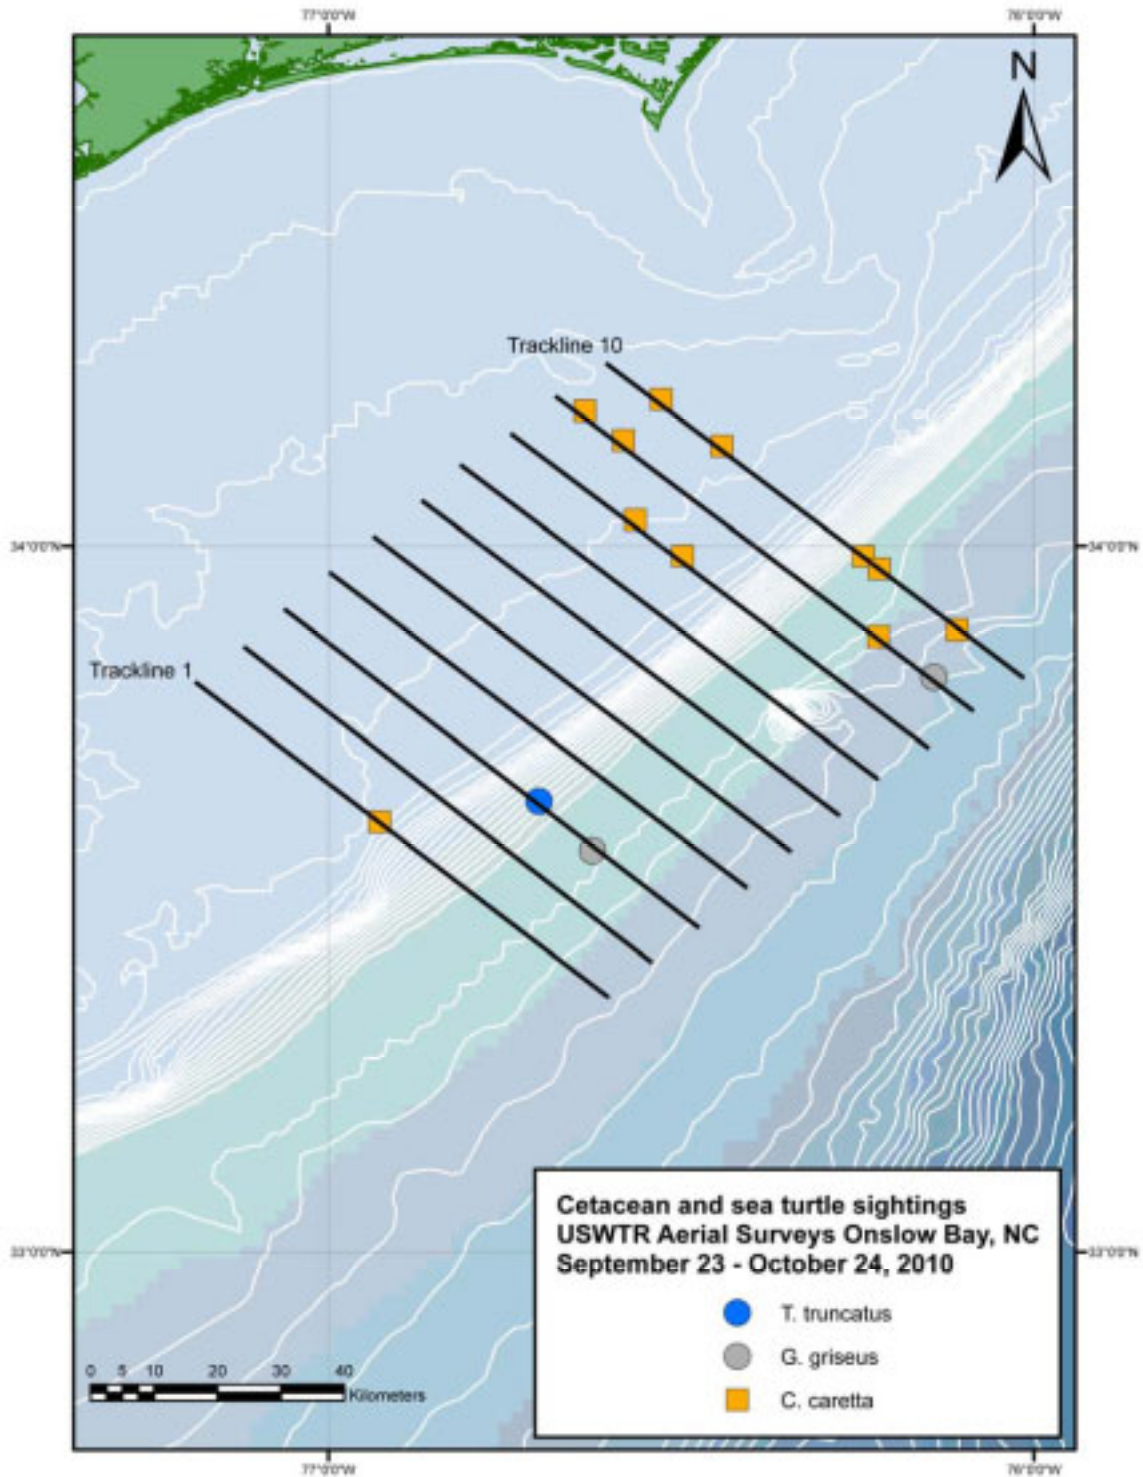 77°0'0"W 76°0'0"W
N
Trackline 10
34°0'0"N 34°0'0"N
Trackline 1
Cetacean and sea turtle sightings
USWTR Aerial Surveys Onslow Bay, NC
September 23 - October 24, 2010
33°0'0"N 33°0'0"N
T. truncatus
G. griseus
C. caretta
0 5 10 20 30 40
Kilometers
77°0'0"W 76°0'0"W